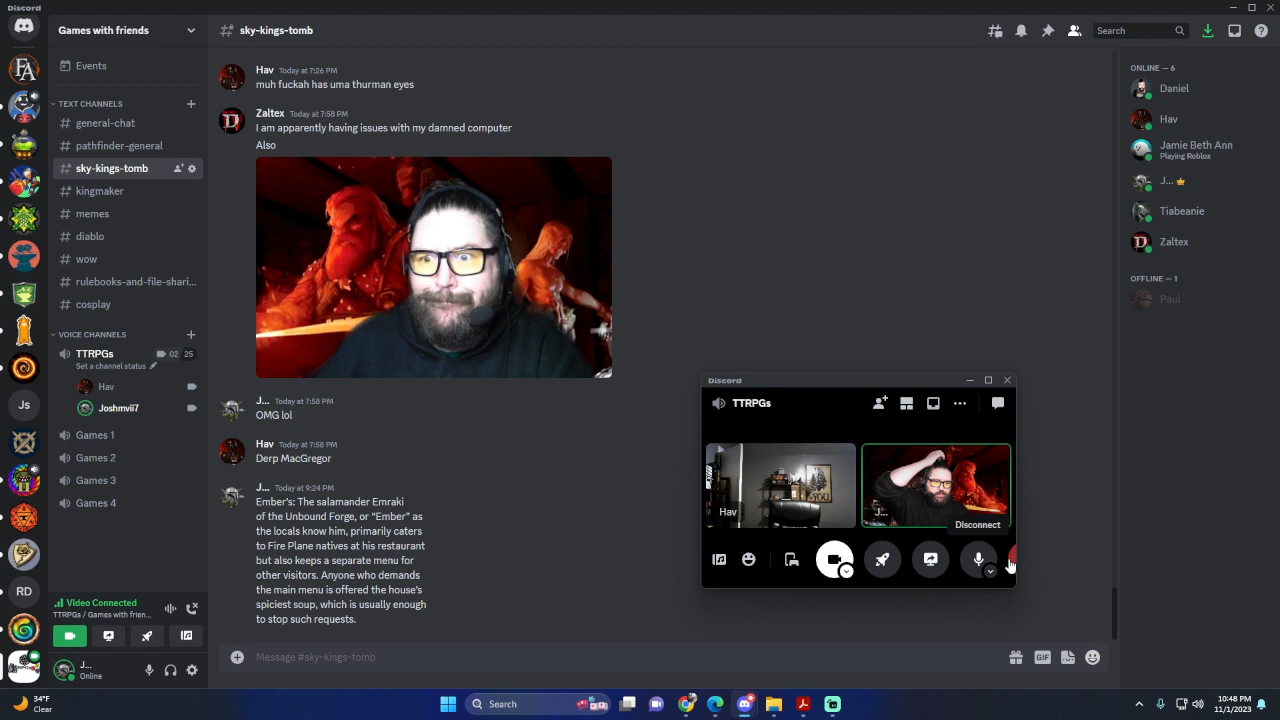 Discord
Games with friends
sky-kings-tomb
Search
Events
TEXT CHANNELS
general-chat
pathfinder-general
sky-kings-tomb
kingmaker
memes
diablo
wow
rulebooks-and-file-shari...
cosplay
VOICE CHANNELS
TTRPGs
02 25
Set a channel status
Hav
Joshmvii7
Games 1
Games 2
Games 3
Games 4
Js
RD
Video Connected
TTRPGs / Games with frien...
J...
Online
Hav Today at 7:26 PM
muh fuckah has uma thurman eyes
Zaltex Today at 7:58 PM
I am apparently having issues with my damned computer
Also
J... Today at 7:58 PM
OMG lol
Hav Today at 7:58 PM
Derp MacGregor
J... Today at 9:24 PM
Ember's: The salamander Emraki
of the Unbound Forge, or “Ember” as
the locals know him, primarily caters
to Fire Plane natives at his restaurant
but also keeps a separate menu for
other visitors. Anyone who demands
the main menu is offered the house's
spiciest soup, which is usually enough
to stop such requests.
Message #sky-kings-tomb
GIF
Discord
TTRPGs
Hav
J...
YOU
Disconnect
ONLINE — 6
Daniel
Hav
Jamie Beth Ann
Playing Roblox
J...
Tiabeanie
Zaltex
OFFLINE — 1
Paul
34°F
Clear
Search
10:48 PM
11/1/2023